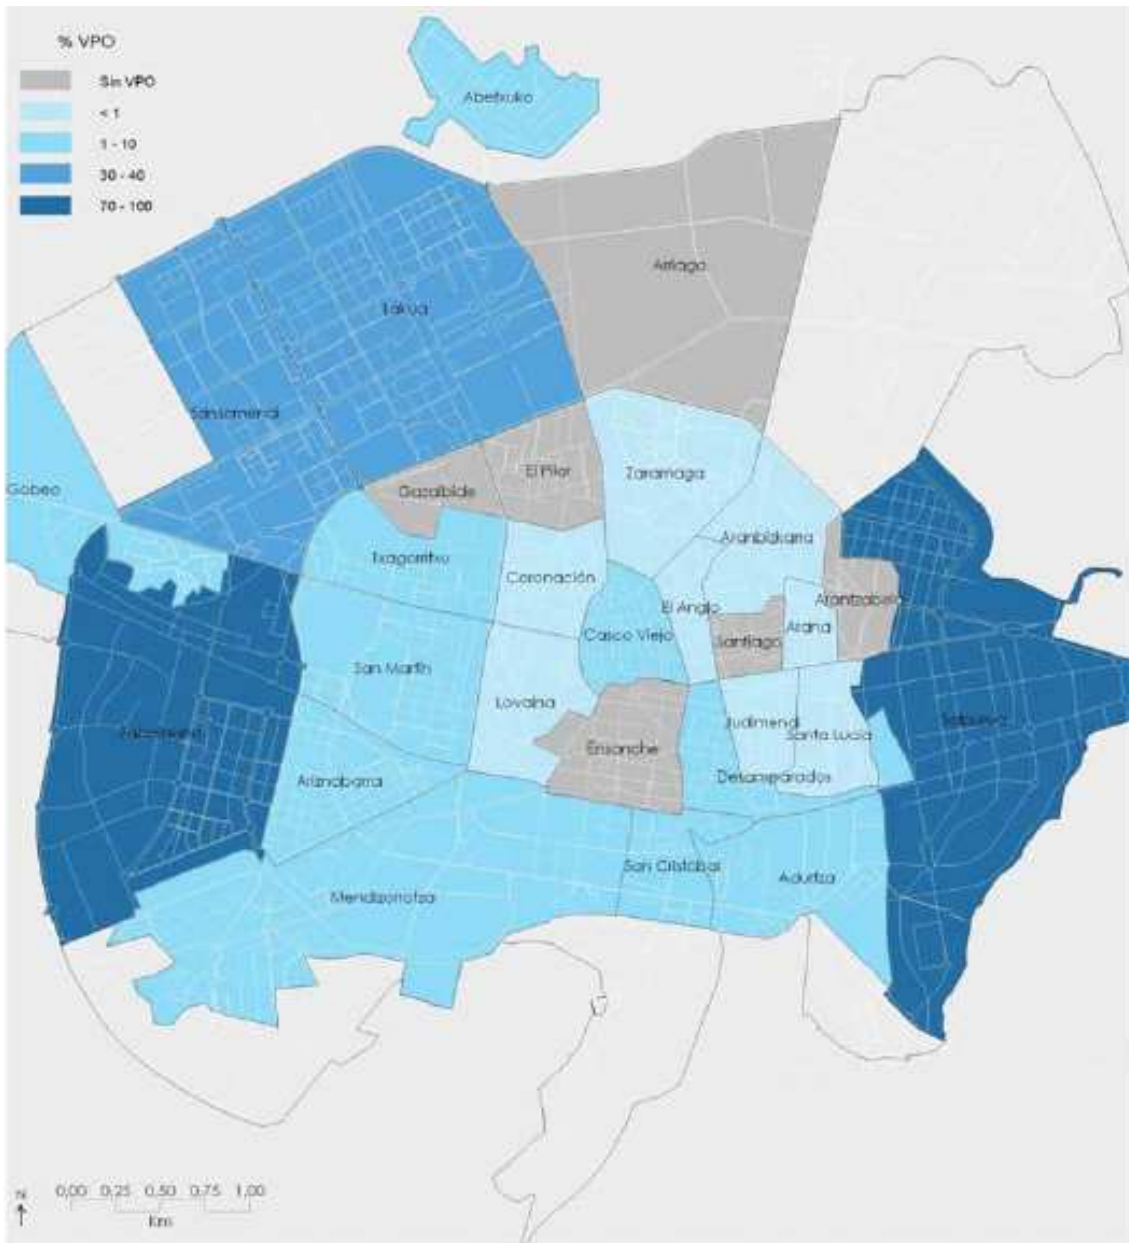 % VPO
Sin VPO
< 1
1 - 10
30 - 40
70 - 100
Abetxuko
Arriaga
Lakua
Sansomendi
El Pilar
Zaramaga
Gazalbide
Gobeo
Aranbizkarra
Txagorritxu
Coronación
Arantzabela
El Anglo
Casco Viejo
Santiago
Arana
San Martín
Lovaina
Judimendi
Santa Lucía
Salburua
Zabalgana
Ensanche
Ariznabarra
Desamparados
San Cristóbal
Adurtza
Mendizorrotza
N
0,00 0,25 0,50 0,75 1,00
Km